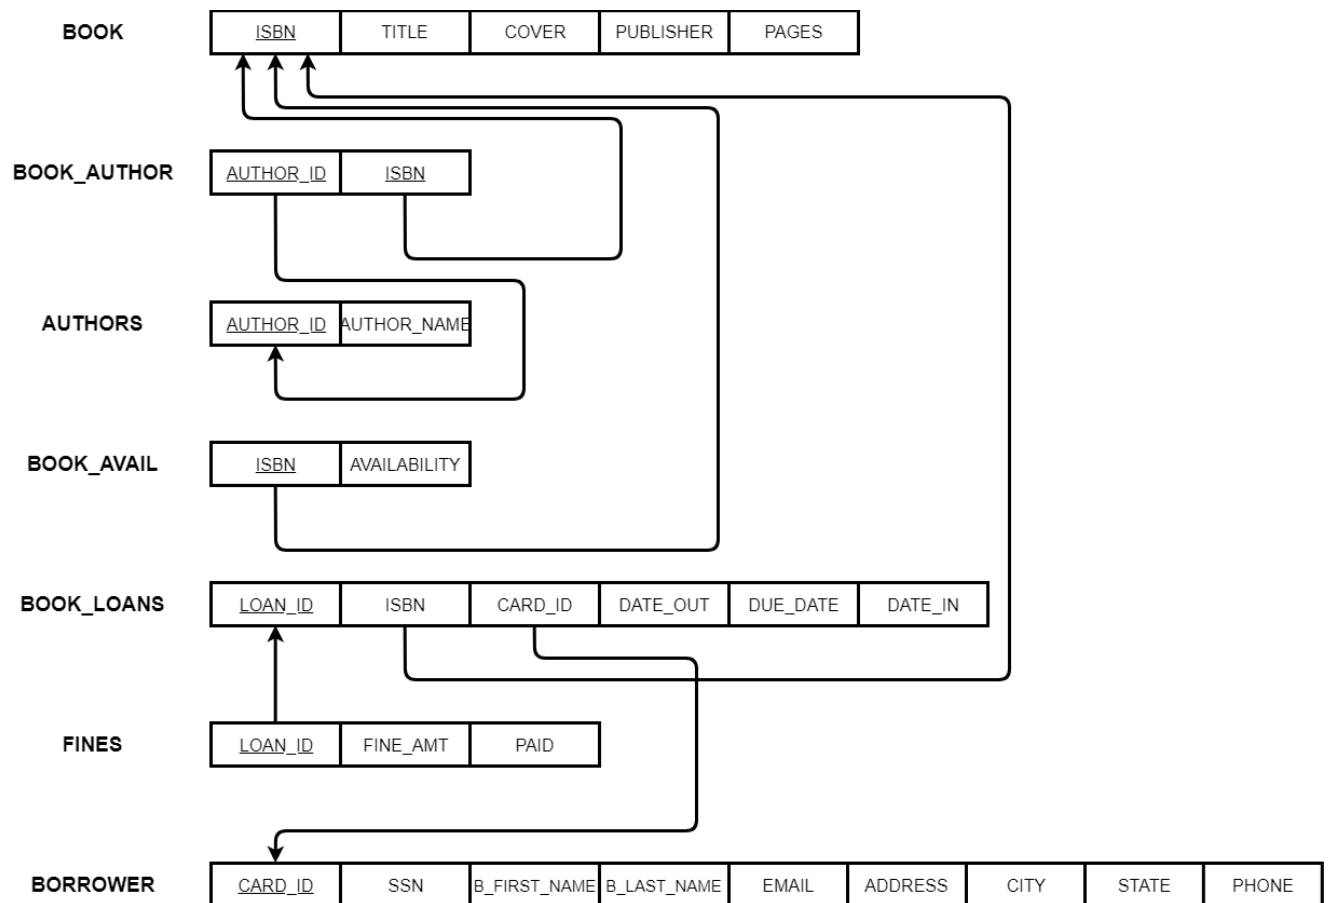 BOOK ISBN TITLE COVER PUBLISHER PAGES
BOOK_AUTHOR AUTHOR_ID ISBN
AUTHORS AUTHOR_ID AUTHOR_NAME
BOOK_AVAIL ISBN AVAILABILITY
BOOK_LOANS LOAN_ID ISBN CARD_ID DATE_OUT DUE_DATE DATE_IN
FINES LOAN_ID FINE_AMT PAID
BORROWER CARD_ID SSN B_FIRST_NAME B_LAST_NAME EMAIL ADDRESS CITY STATE PHONE